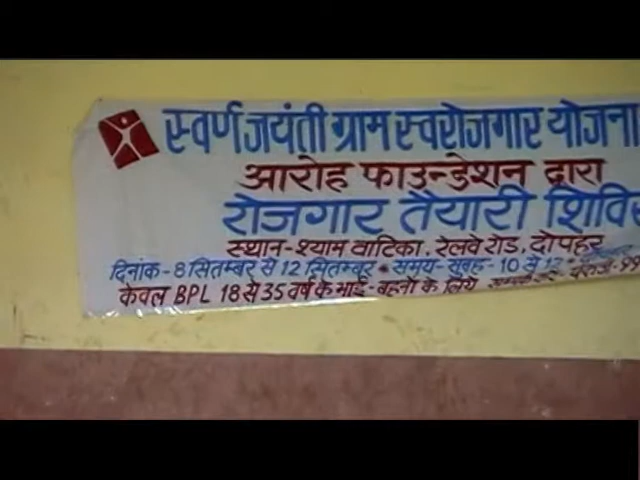 स्वर्ण जयंती ग्राम स्वरोजगार योजना
आरोह फाउन्डेशन द्वारा
रोजगार तैयारी शिविर
स्थान-श्याम वाटिका, रेलवे रोड, दोपहर
दिनांक-8 सितम्बर से 12 सितम्बर • समय-सुबह-10 से 12
केवल BPL 18 से 35 वर्ष के भाई-बहनो के लिये